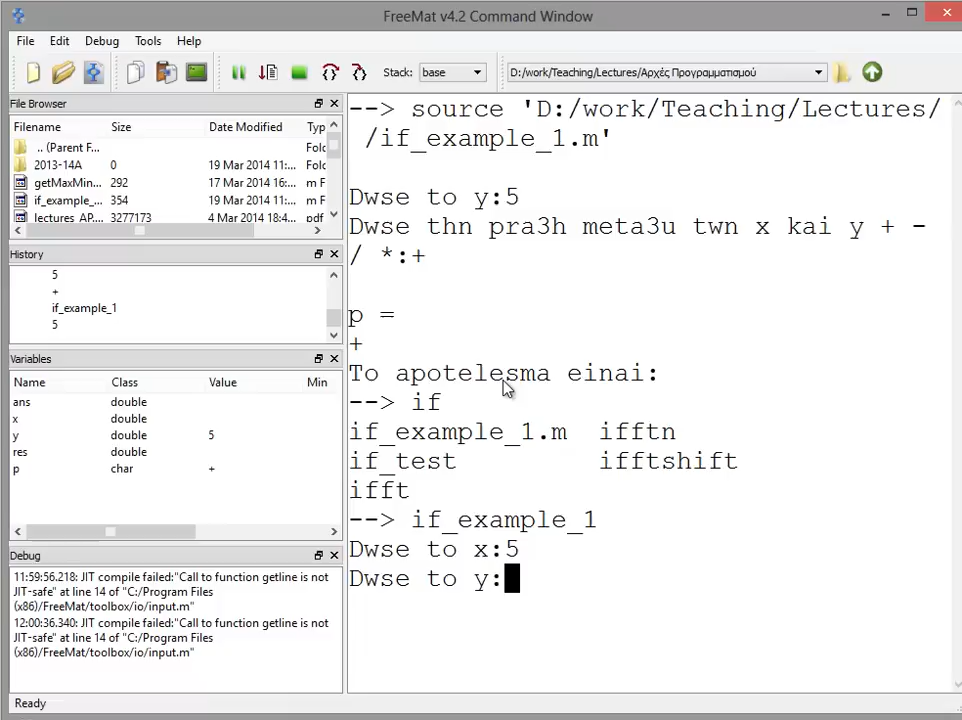 FreeMat v4.2 Command Window
File Edit Debug Tools Help
Stack: base D:/work/Teaching/Lectures/Αρχές Προγραμματισμού
File Browser
Filename Size Date Modified Typ
.. (Parent F... Folc
2013-14A 0 19 Mar 2014 11:... Folc
getMaxMin... 292 17 Mar 2014 16:... m F
if_example_... 354 19 Mar 2014 11:... m F
lectures_AP... 3277173 4 Mar 2014 18:4... pdf
History
5
+
if_example_1
5
Variables
Name Class Value Min
ans double
x double
y double 5
res double
p char +
Debug
11:59:56.218: JIT compile failed:"Call to function getline is not
JIT-safe" at line 14 of "C:/Program Files
(x86)/FreeMat/toolbox/io/input.m"
12:00:36.340: JIT compile failed:"Call to function getline is not
JIT-safe" at line 14 of "C:/Program Files
(x86)/FreeMat/toolbox/io/input.m"
Ready
--> source 'D:/work/Teaching/Lectures/
/if_example_1.m'
Dwse to y:5
Dwse thn pra3h meta3u twn x kai y + -
/ *:+
p =
+
To apotelesma einai:
--> if
if_example_1.m ifftn
if_test ifftshift
ifft
--> if_example_1
Dwse to x:5
Dwse to y: